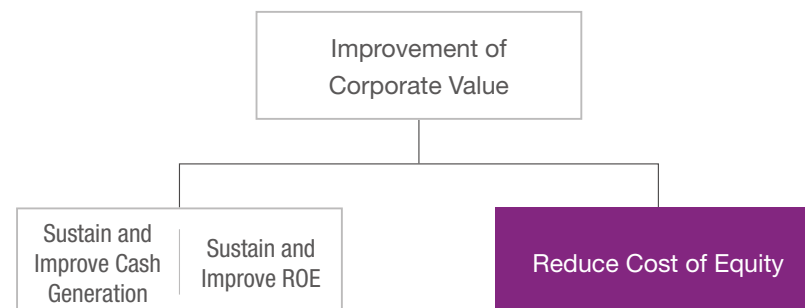 Improvement of
Corporate Value
Sustain and
Improve Cash
Generation
Sustain and
Improve ROE
Reduce Cost of Equity